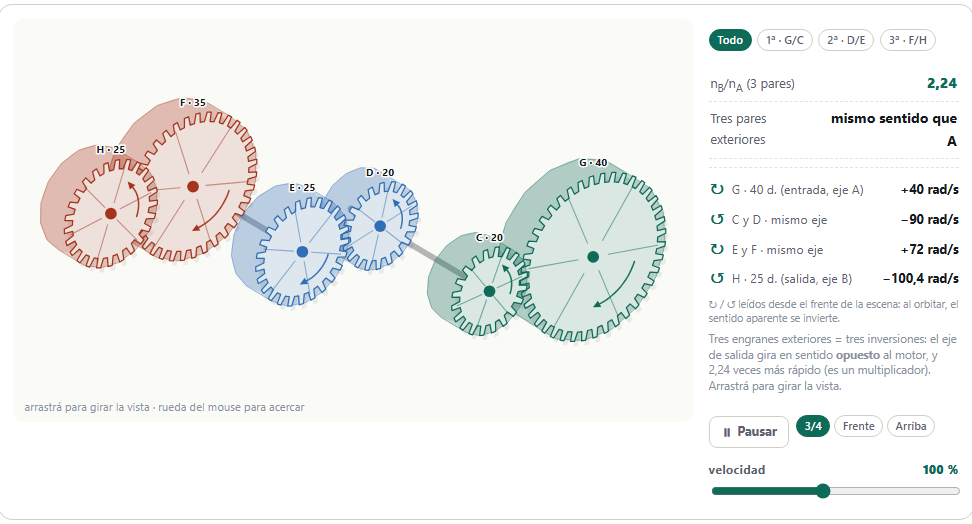 F · 35
H · 25
E · 25
D · 20
G · 40
C · 20
arrastrá para girar la vista · rueda del mouse para acercar
Todo 1ª · G/C 2ª · D/E 3ª · F/H
nB/nA (3 pares) 2,24
Tres pares exteriores mismo sentido que A
↻ G · 40 d. (entrada, eje A) +40 rad/s
↺ C y D · mismo eje −90 rad/s
↻ E y F · mismo eje +72 rad/s
↺ H · 25 d. (salida, eje B) −100,4 rad/s
↻ / ↺ leídos desde el frente de la escena: al orbitar, el
sentido aparente se invierte.
Tres engranes exteriores = tres inversiones: el eje
de salida gira en sentido opuesto al motor, y
2,24 veces más rápido (es un multiplicador).
Arrastrá para girar la vista.
⏸ Pausar 3/4 Frente Arriba
velocidad 100 %